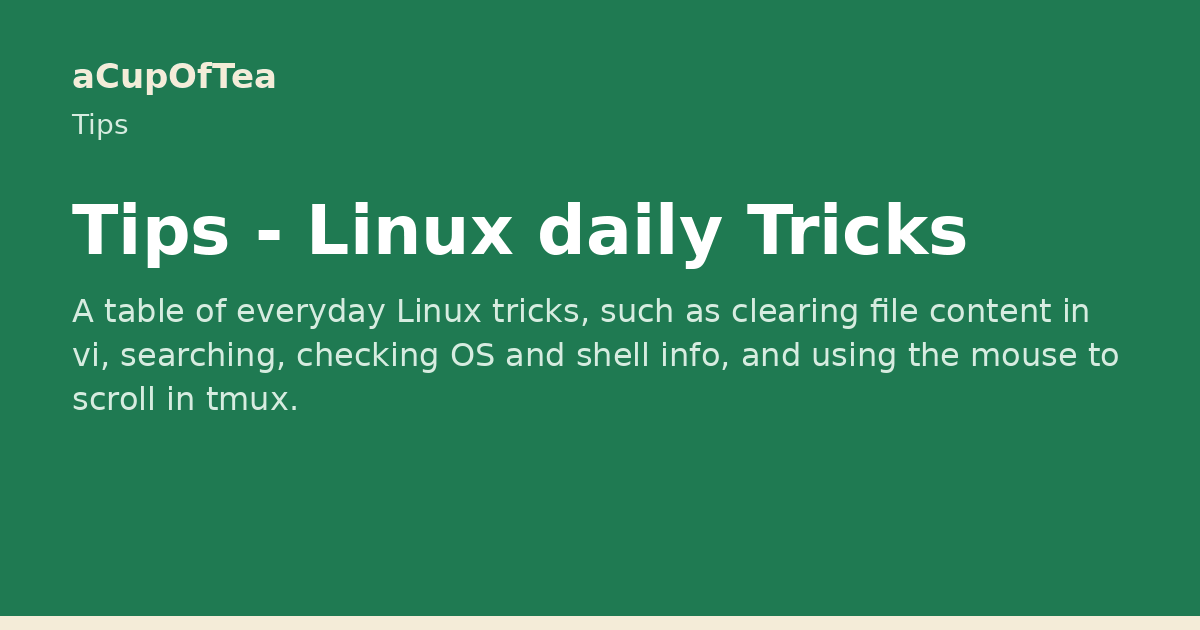 aCupOfTea
Tips
Tips - Linux daily Tricks
A table of everyday Linux tricks, such as clearing file content in
vi, searching, checking OS and shell info, and using the mouse to
scroll in tmux.